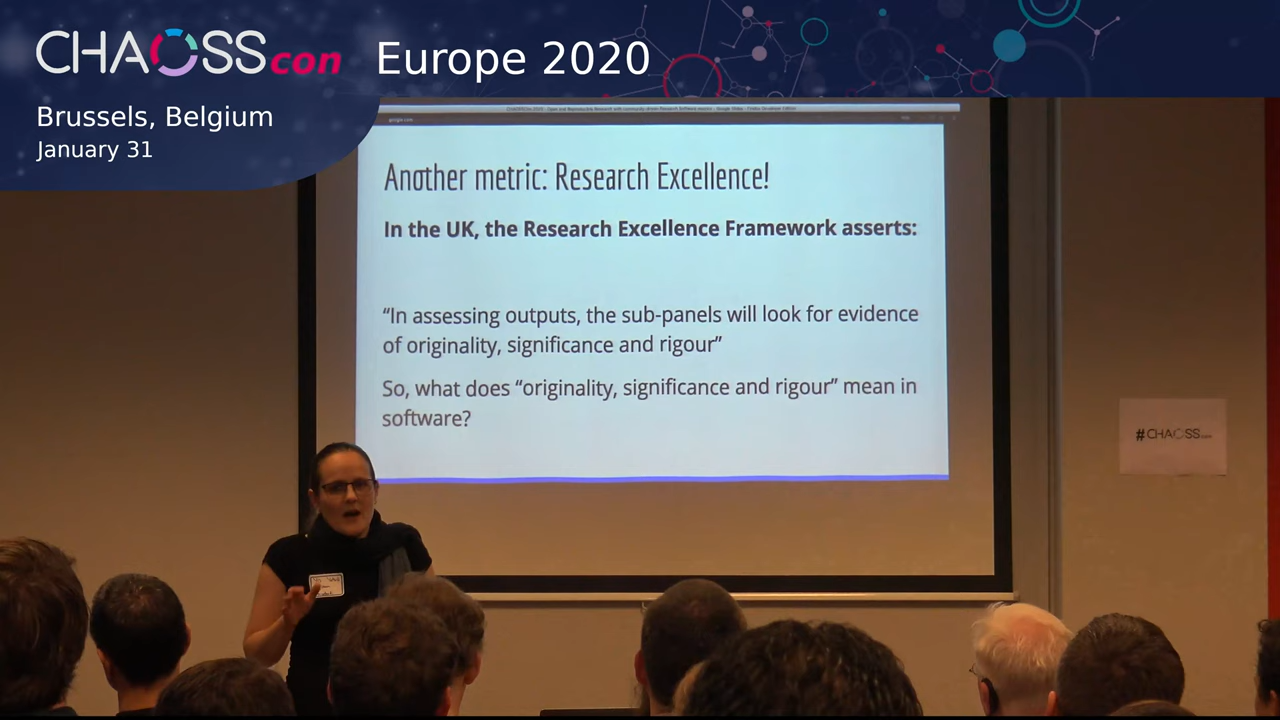 CHAOSScon Europe 2020
Brussels, Belgium
January 31
Another metric: Research Excellence!
In the UK, the Research Excellence Framework asserts:
“In assessing outputs, the sub-panels will look for evidence
of originality, significance and rigour”
So, what does “originality, significance and rigour” mean in
software?
#CHAOSScon